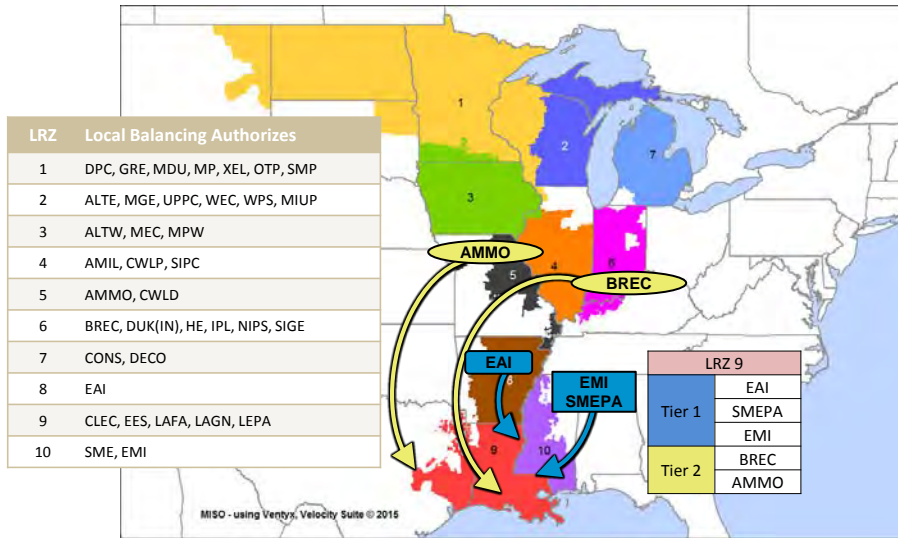 LRZ Local Balancing Authorizes
1 DPC, GRE, MDU, MP, XEL, OTP, SMP
2 ALTE, MGE, UPPC, WEC, WPS, MIUP
3 ALTW, MEC, MPW
4 AMIL, CWLP, SIPC
5 AMMO, CWLD
6 BREC, DUK(IN), HE, IPL, NIPS, SIGE
7 CONS, DECO
8 EAI
9 CLEC, EES, LAFA, LAGN, LEPA
10 SME, EMI
1
2
7
3
AMMO
4
5
6
BREC
EAI
8
EMI
SMEPA
9
10
LRZ 9
Tier 1
EAI
SMEPA
EMI
Tier 2
BREC
AMMO
MISO - using Ventyx, Velocity Suite © 2015